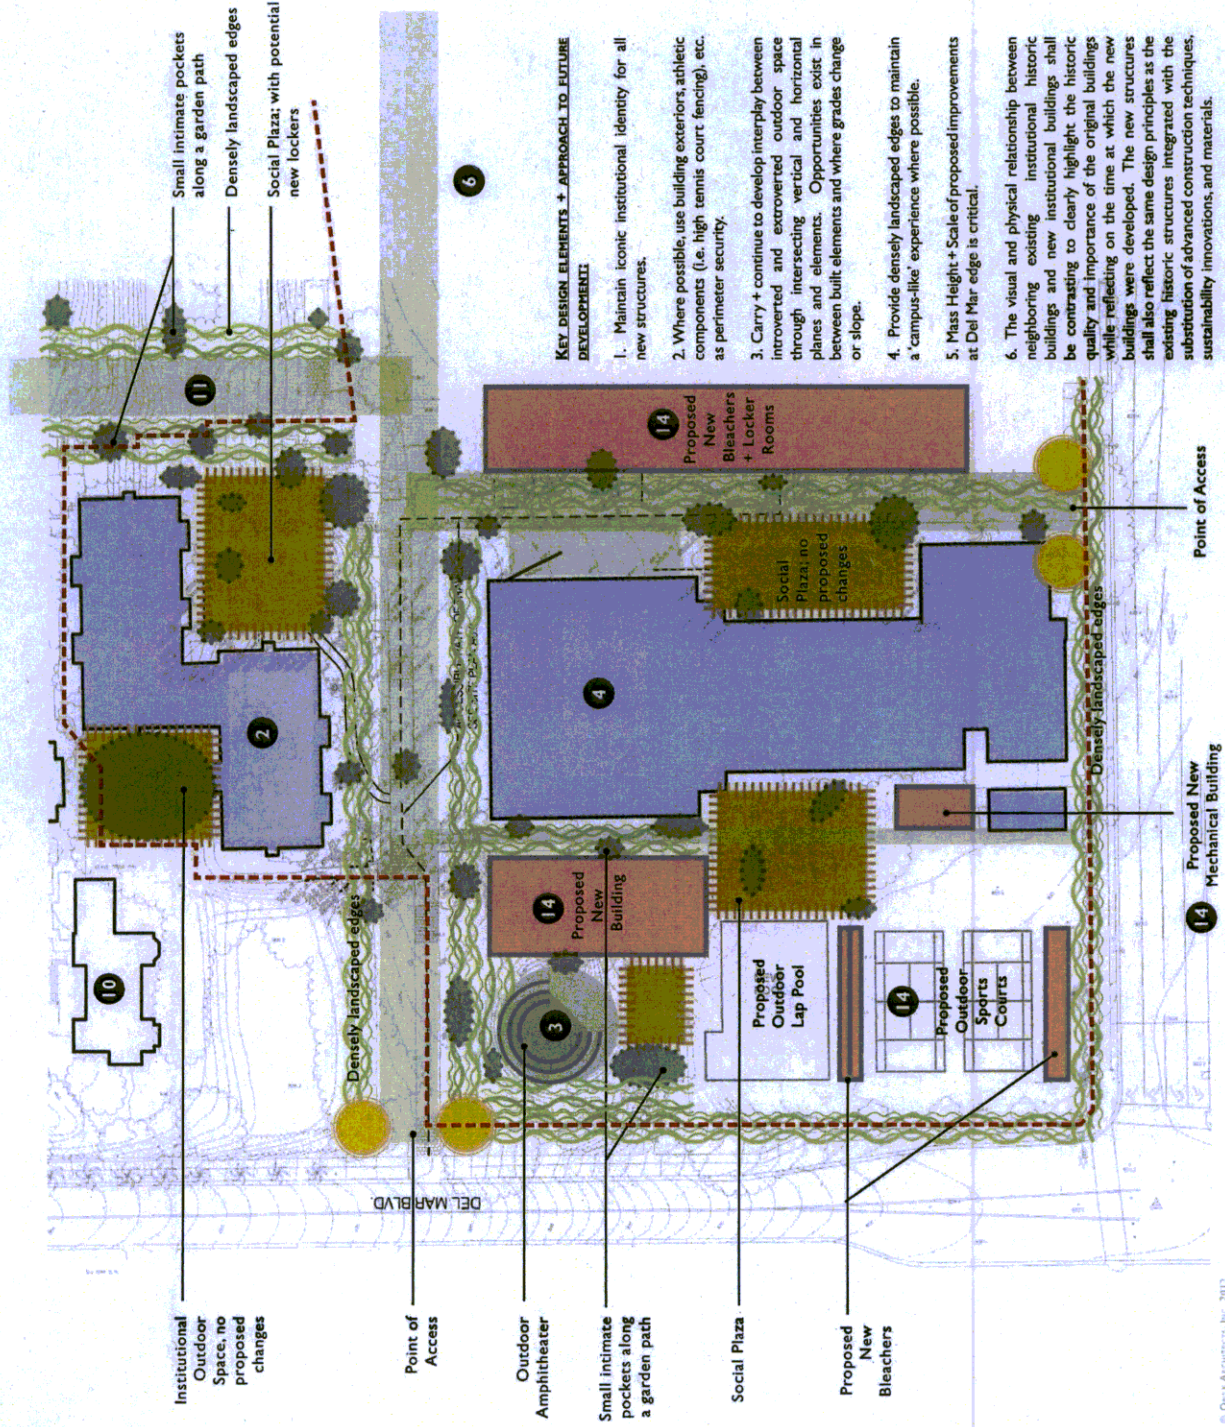 Small intimate pockets
along a garden path
Densely landscaped edges
Social Plaza; with potential
new lockers
11
6
2
10
Institutional
Outdoor
Space, no
proposed
changes
Densely landscaped edges
Point of
Access
DEL MAR BLVD.
Outdoor
Amphitheater
3
Small intimate
pockets along
a garden path
Social Plaza
Proposed
New
Bleachers
14
Proposed
New
Building
Proposed
Outdoor
Lap Pool
14
Proposed
Outdoor
Sports
Courts
4
Social
Plaza; no
proposed
changes
14
Proposed
New
Bleachers
+ Locker
Rooms
Densely landscaped edges
Point of Access
14
Proposed New
Mechanical Building
KEY DESIGN ELEMENTS + APPROACH TO FUTURE
DEVELOPMENT:
1. Maintain iconic institutional identity for all
new structures.
2. Where possible, use building exteriors, athletic
components (i.e. high tennis court fencing), etc.
as perimeter security.
3. Carry + continue to develop interplay between
introverted and extroverted outdoor space
through intersecting vertical and horizontal
planes and elements. Opportunities exist in
between built elements and where grades change
or slope.
4. Provide densely landscaped edges to maintain
a 'campus-like' experience where possible.
5. Mass Height + Scale of proposed improvements
at Del Mar edge is critical.
6. The visual and physical relationship between
neighboring existing institutional historic
buildings and new institutional buildings shall
be contrasting to clearly highlight the historic
quality and importance of the original buildings
while reflecting on the time at which the new
buildings were developed. The new structures
shall also reflect the same design principles as the
existing historic structures integrated with the
substitution of advanced construction techniques,
sustainability innovations, and materials.